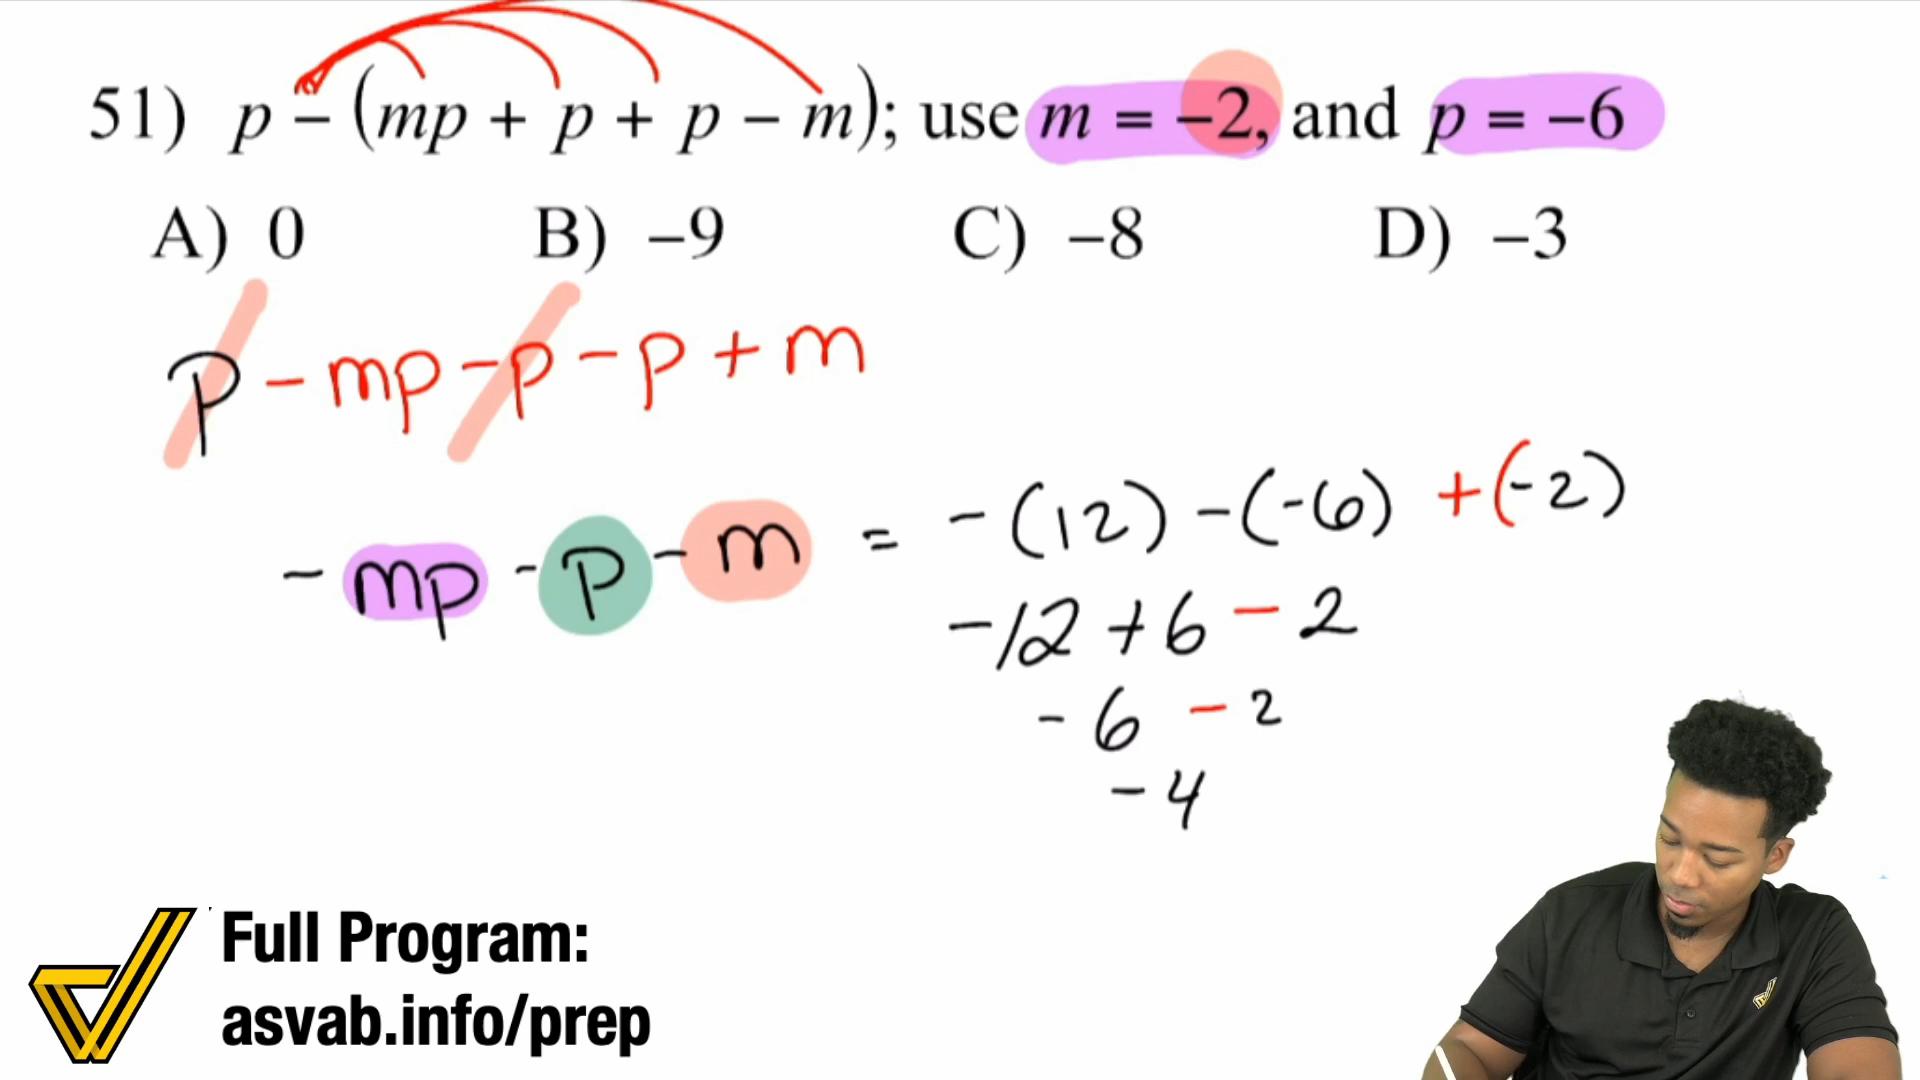 51) p – (mp + p + p – m); use m = –2, and p = –6
A) 0 B) –9 C) –8 D) –3
p - mp - p - p + m
- mp - p - m = - (12) - (-6) + (-2)
-12 + 6 - 2
- 6 - 2
- 4
Full Program:
asvab.info/prep